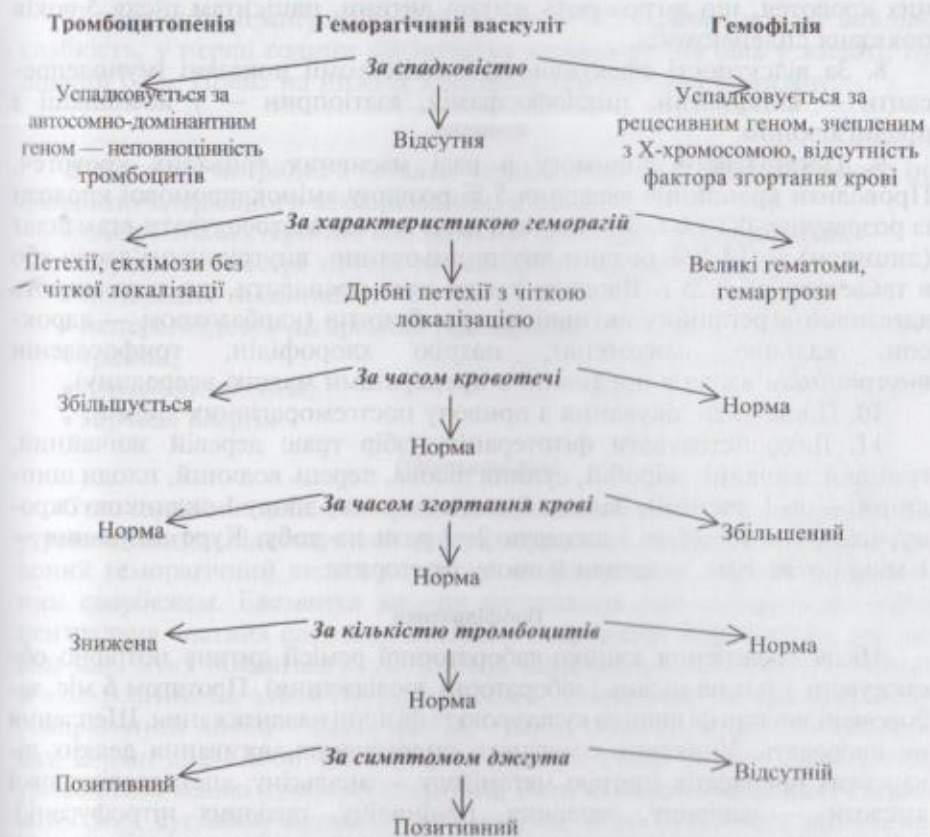 Тромбоцитопенія Геморагічний васкуліт Гемофілія
За спадковістю
Успадковується за
автосомно-домінантним
геном — неповноцінність
тромбоцитів
Відсутня
Успадковується за
рецесивним геном, зчепленим
з Х-хромосомою, відсутність
фактора згортання крові
За характеристикою геморагій
Петехії, екхімози без
чіткої локалізації
Дрібні петехії з чіткою
локалізацією
Великі гематоми,
гемартрози
За часом кровотечі
Збільшується
Норма
Норма
За часом згортання крові
Норма
Норма
Збільшений
За кількістю тромбоцитів
Знижена
Норма
Норма
За симптомом джгута
Позитивний
Позитивний
Відсутній